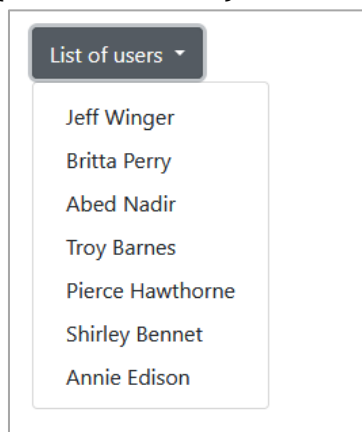 List of users
Jeff Winger
Britta Perry
Abed Nadir
Troy Barnes
Pierce Hawthorne
Shirley Bennet
Annie Edison